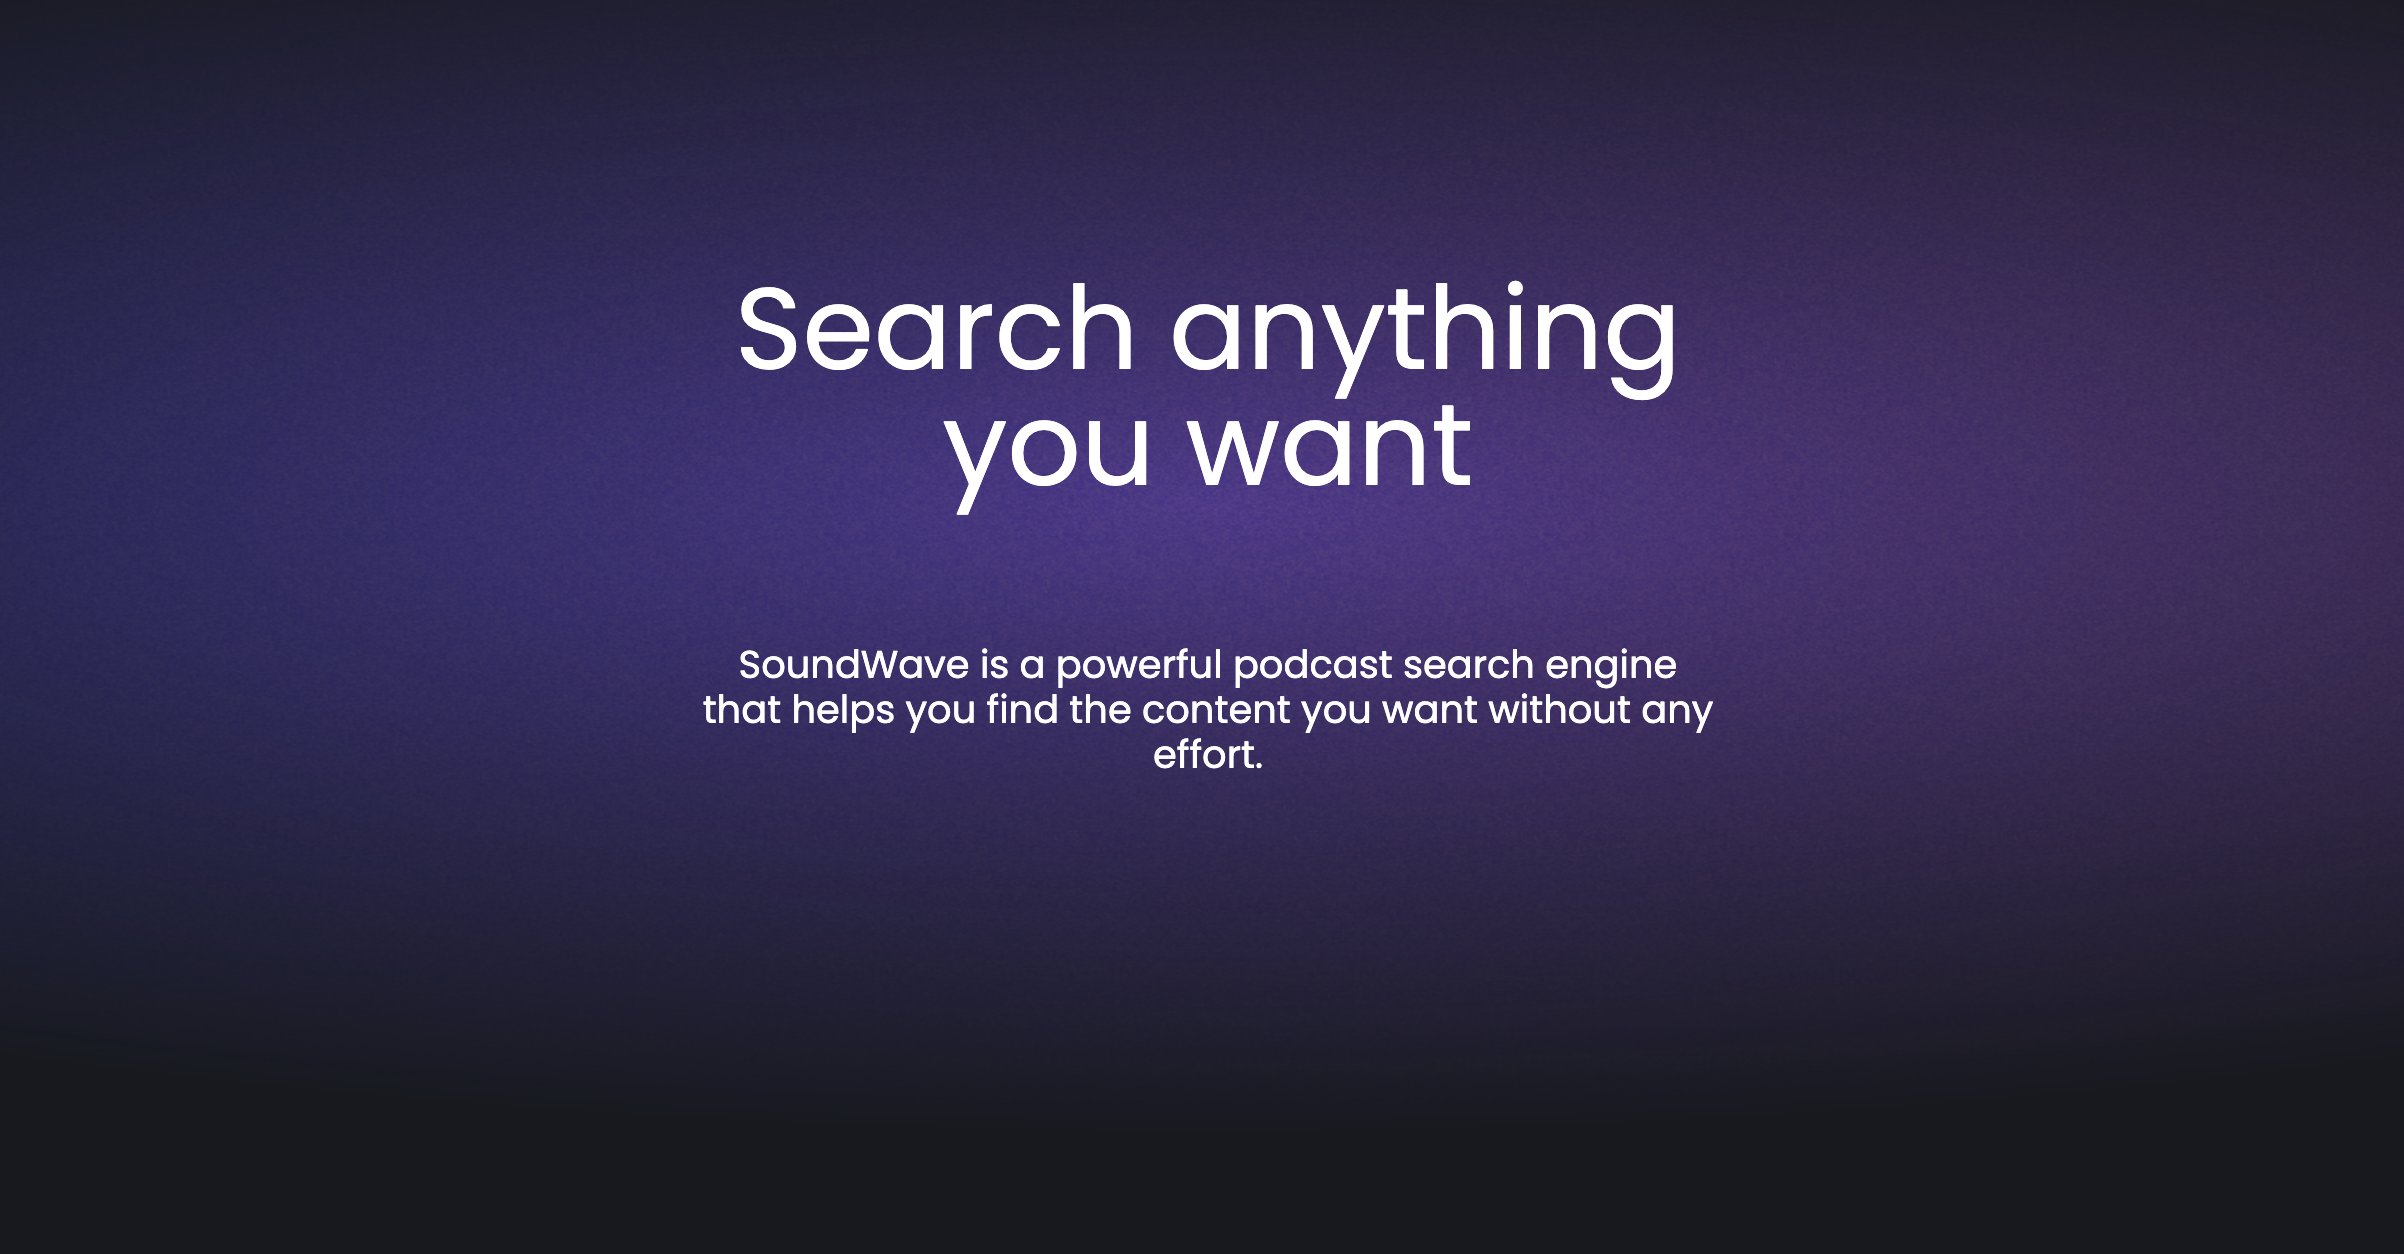 Search anything
you want
SoundWave is a powerful podcast search engine
that helps you find the content you want without any
effort.